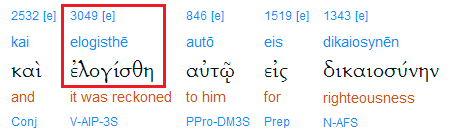 2532 [e] 3049 [e] 846 [e] 1519 [e] 1343 [e]
kai elogisthē autō eis dikaiosynēn
καὶ ἐλογίσθη αὐτῷ εἰς δικαιοσύνην
and it was reckoned to him for righteousness
Conj V-AIP-3S PPro-DM3S Prep N-AFS